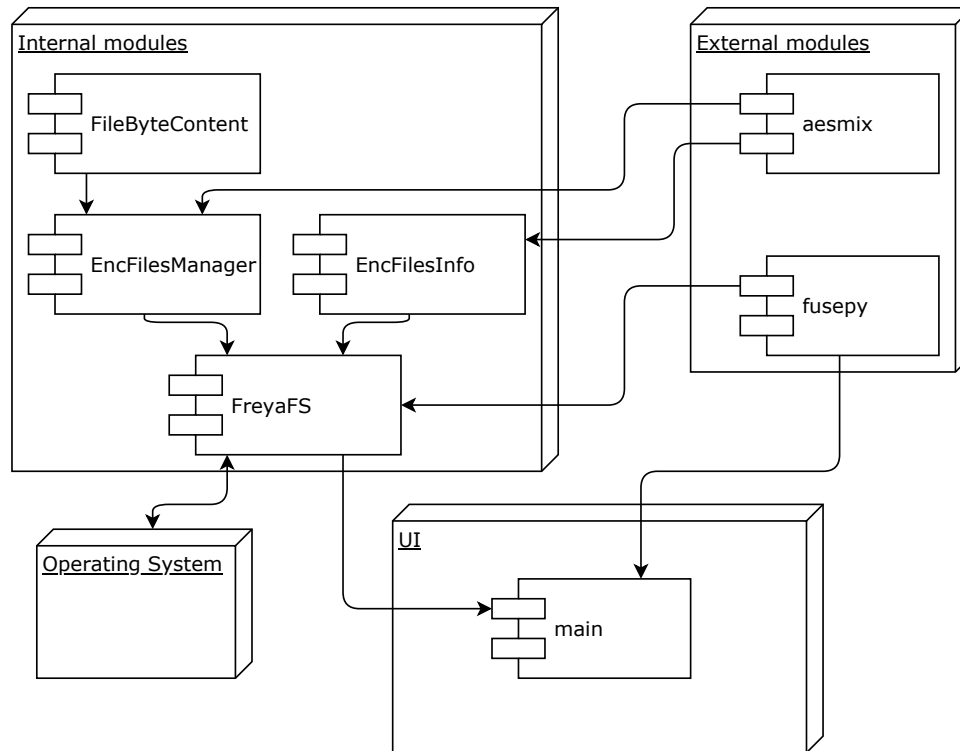 Internal modules
FileByteContent
EncFilesManager
EncFilesInfo
FreyaFS
External modules
aesmix
fusepy
Operating System
UI
main